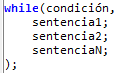 while(condición,
sentencia1;
sentencia2;
sentenciaN;
);